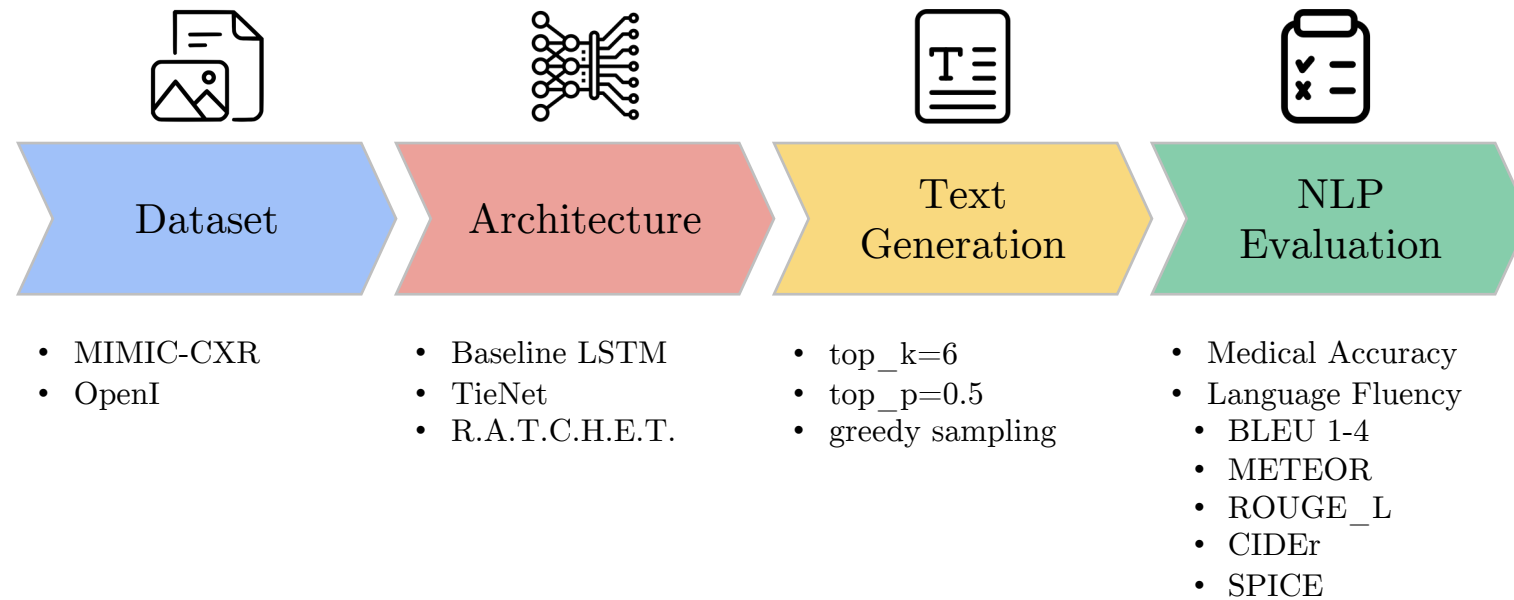 T
Dataset
Architecture
Text
Generation
NLP
Evaluation
• MIMIC-CXR
• OpenI
• Baseline LSTM
• TieNet
• R.A.T.C.H.E.T.
• top_k=6
• top_p=0.5
• greedy sampling
• Medical Accuracy
• Language Fluency
• BLEU 1-4
• METEOR
• ROUGE_L
• CIDEr
• SPICE